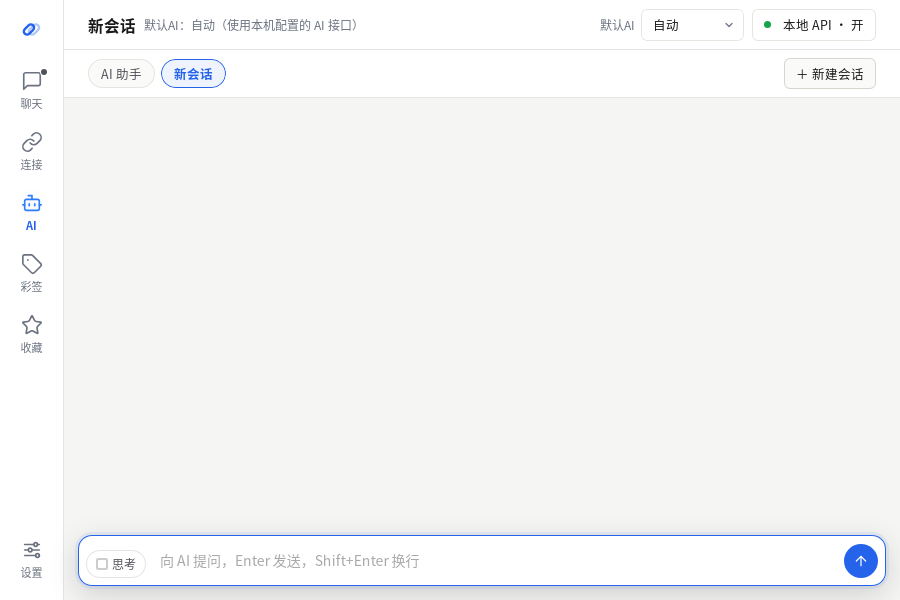 新会话 默认AI：自动（使用本机配置的 AI 接口） 默认AI 自动 本地 API · 开
AI 助手 新会话 ＋ 新建会话
聊天
连接
AI
彩签
收藏
设置
思考 向 AI 提问，Enter 发送，Shift+Enter 换行